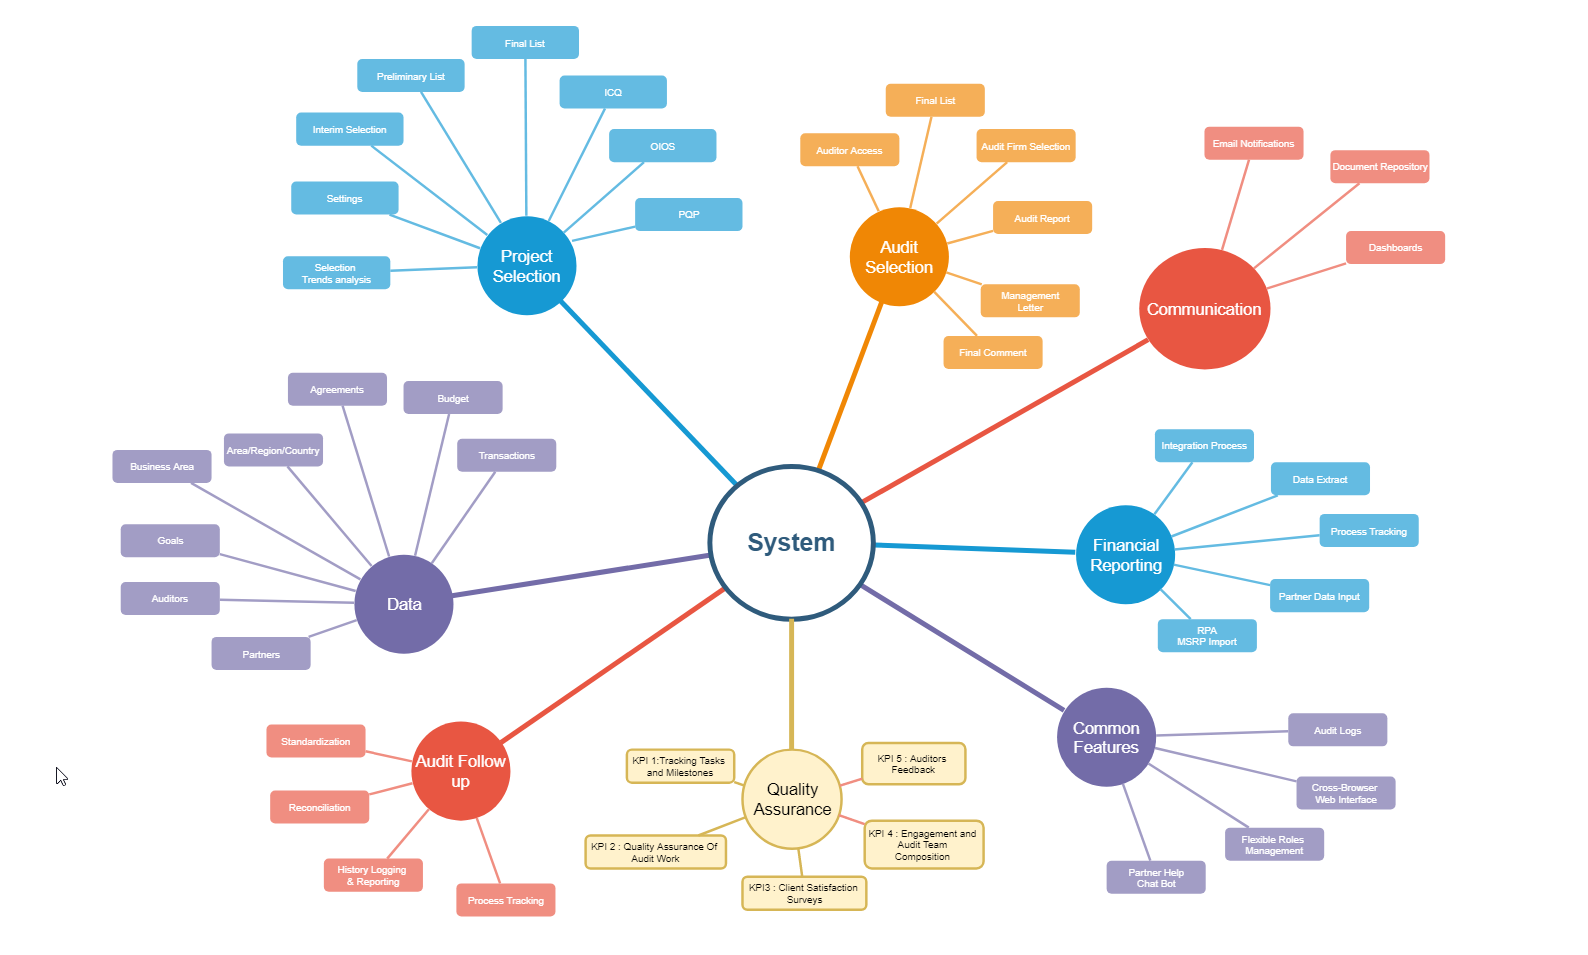 Final List
Preliminary List
ICQ
Interim Selection
OIOS
Settings
PQP
Selection
Trends analysis
Project
Selection
Final List
Auditor Access
Audit Firm Selection
Audit Report
Management
Letter
Final Comment
Audit
Selection
Email Notifications
Document Repository
Dashboards
Communication
Agreements
Budget
Area/Region/Country
Transactions
Business Area
Goals
Auditors
Partners
Data
System
Integration Process
Data Extract
Process Tracking
Partner Data Input
RPA
MSRP Import
Financial
Reporting
Standardization
Reconciliation
History Logging
& Reporting
Process Tracking
Audit Follow
up
KPI 1:Tracking Tasks
and Milestones
KPI 5 : Auditors
Feedback
Quality
Assurance
KPI 2 : Quality Assurance Of
Audit Work
KPI 4 : Engagement and
Audit Team
Composition
KPI3 : Client Satisfaction
Surveys
Common
Features
Audit Logs
Cross-Browser
Web Interface
Flexible Roles
Management
Partner Help
Chat Bot